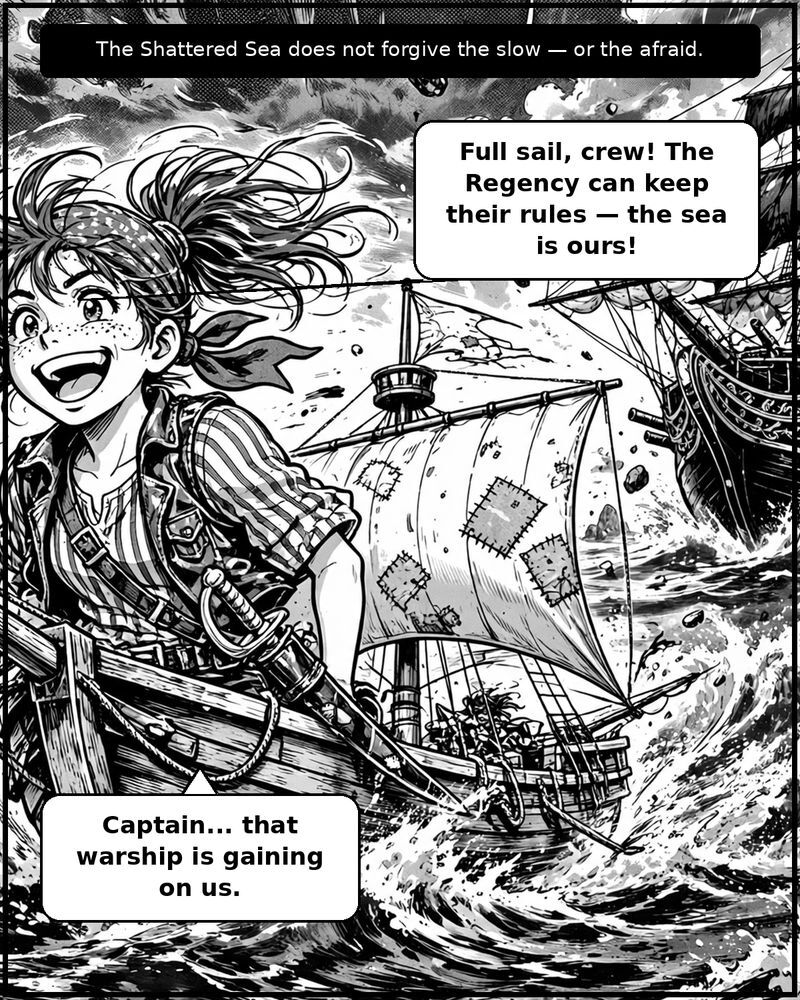 The Shattered Sea does not forgive the slow — or the afraid.
Full sail, crew! The
Regency can keep
their rules — the sea
is ours!
Captain... that
warship is gaining
on us.